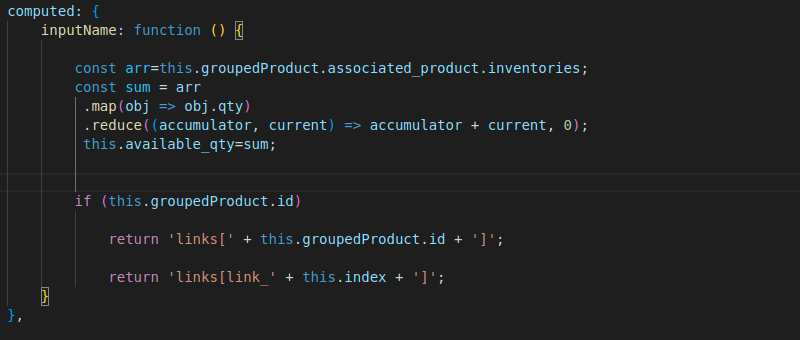 computed: {
inputName: function () {
const arr=this.groupedProduct.associated_product.inventories;
const sum = arr
.map(obj => obj.qty)
.reduce((accumulator, current) => accumulator + current, 0);
this.available_qty=sum;
if (this.groupedProduct.id)
return 'links[' + this.groupedProduct.id + ']';
return 'links[link_' + this.index + ']';
}
},